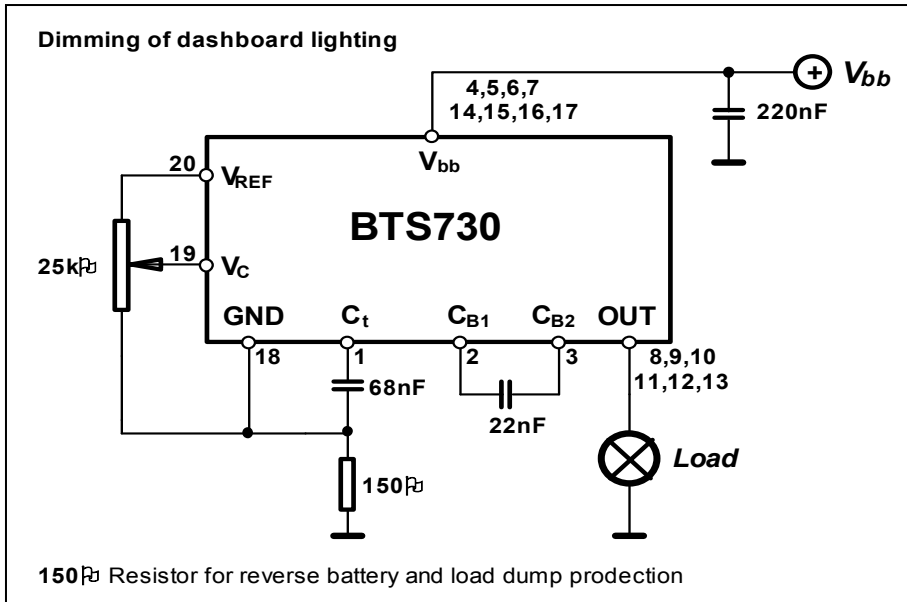 Dimming of dashboard lighting
V_bb
4,5,6,7
14,15,16,17
220nF
20
V_REF
V_bb
BTS730
25k⚐
19
V_C
GND
C_t
C_B1
C_B2
OUT
18
1
2
3
8,9,10
11,12,13
68nF
22nF
Load
150⚐
150⚐ Resistor for reverse battery and load dump prodection